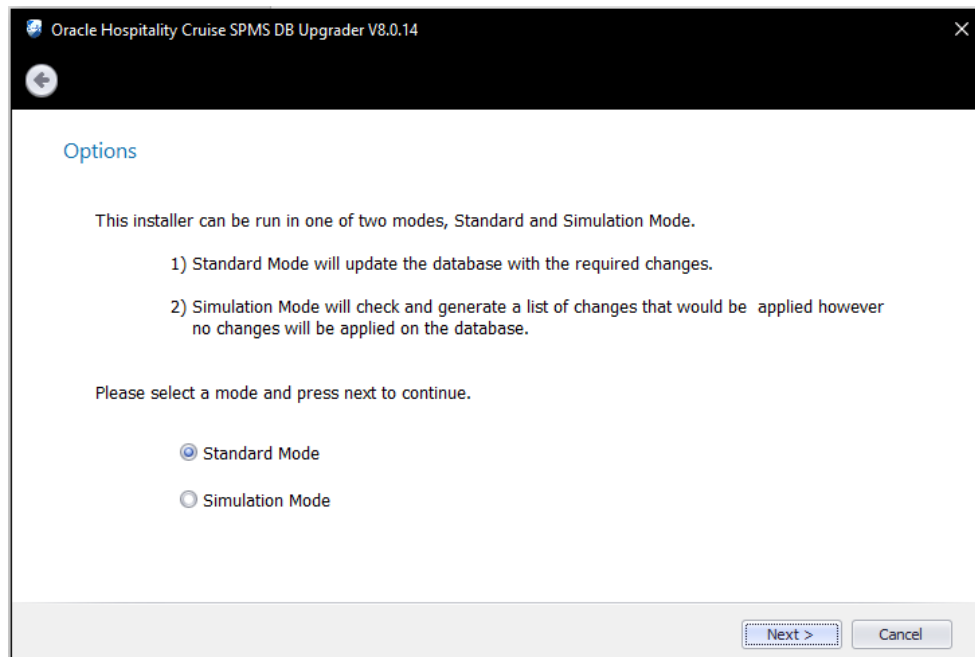 Oracle Hospitality Cruise SPMS DB Upgrader V8.0.14
Options
This installer can be run in one of two modes, Standard and Simulation Mode.
1) Standard Mode will update the database with the required changes.
2) Simulation Mode will check and generate a list of changes that would be  applied however
no changes will be applied on the database.
Please select a mode and press next to continue.
Standard Mode
Simulation Mode
Next > Cancel